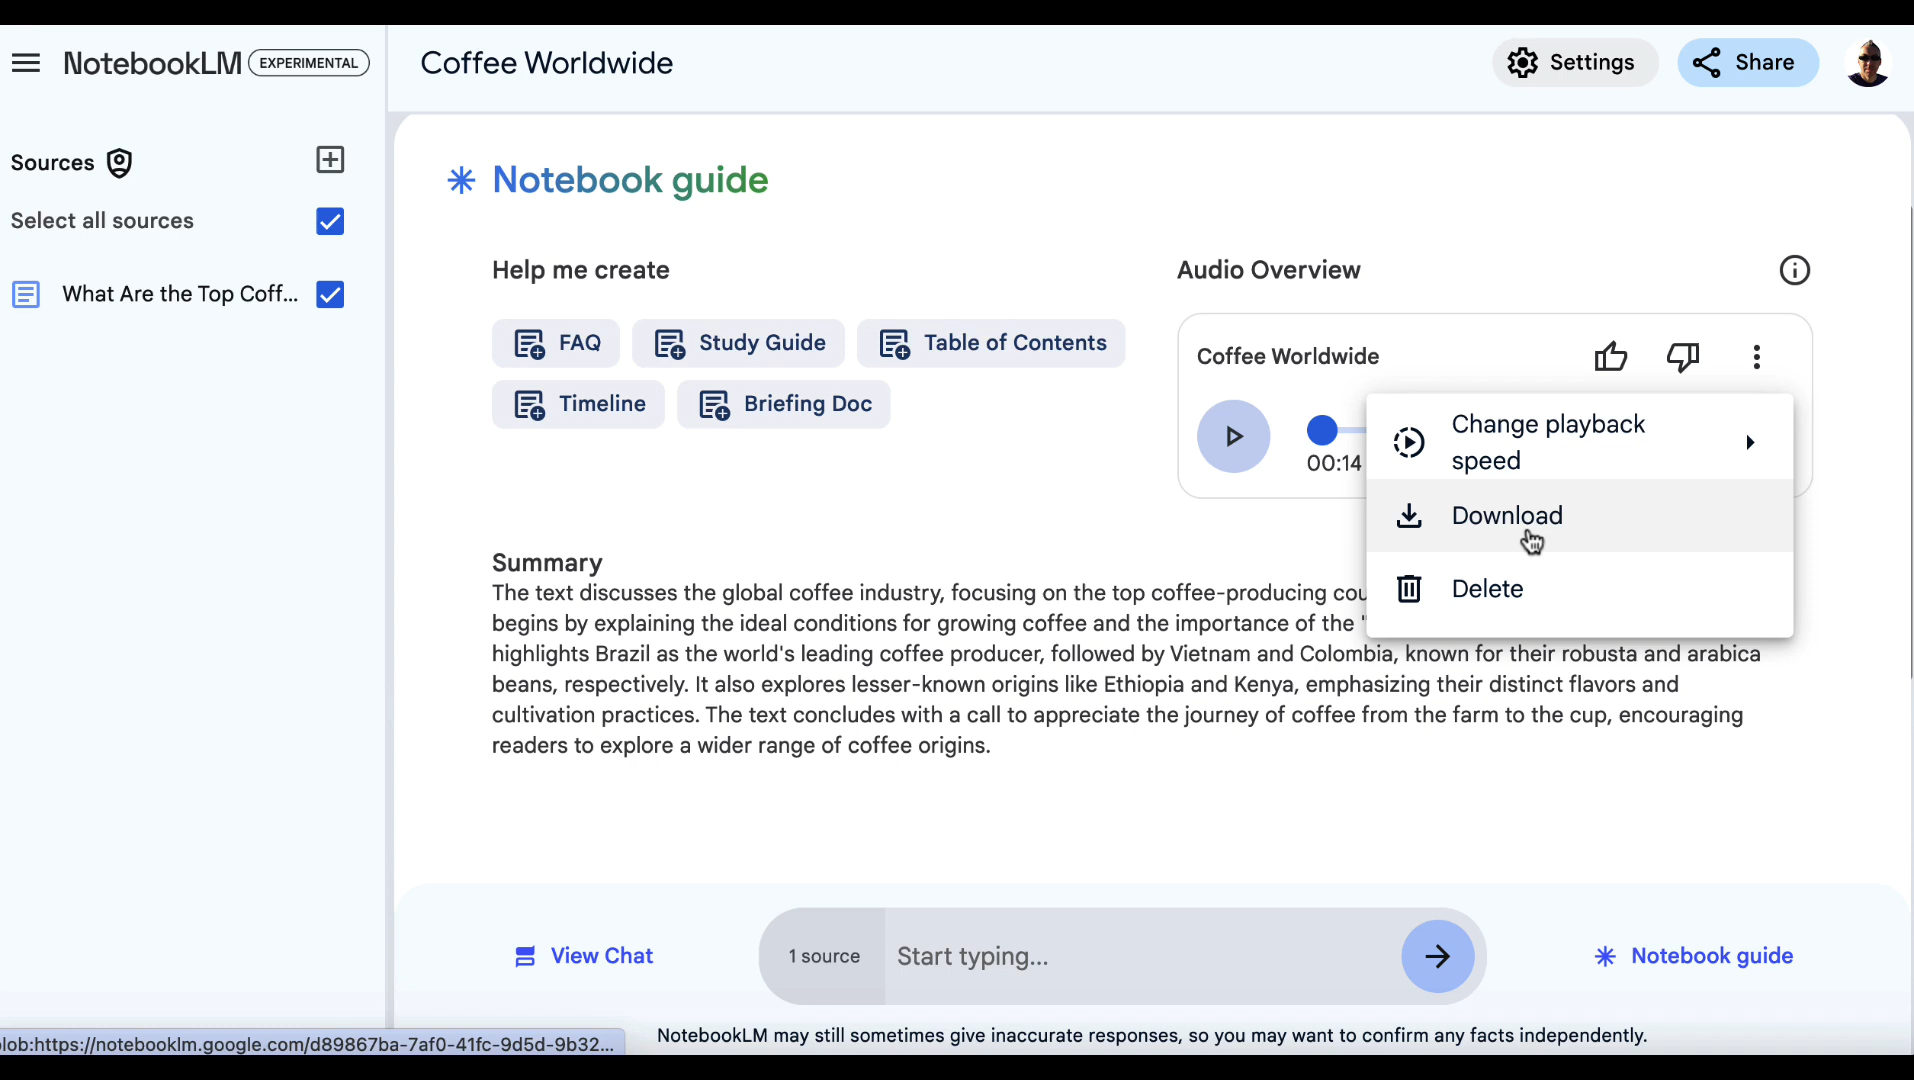 NotebookLM EXPERIMENTAL
Coffee Worldwide
Settings
Share
Sources
Select all sources
What Are the Top Coff...
Notebook guide
Help me create
FAQ
Study Guide
Table of Contents
Timeline
Briefing Doc
Audio Overview
Coffee Worldwide
00:14
Change playback
speed
Download
Delete
Summary
The text discusses the global coffee industry, focusing on the top coffee-producing
begins by explaining the ideal conditions for growing coffee and the importance of the "
highlights Brazil as the world's leading coffee producer, followed by Vietnam and Colombia, known for their robusta and arabica
beans, respectively. It also explores lesser-known origins like Ethiopia and Kenya, emphasizing their distinct flavors and
cultivation practices. The text concludes with a call to appreciate the journey of coffee from the farm to the cup, encouraging
readers to explore a wider range of coffee origins.
View Chat
1 source
Start typing...
Notebook guide
NotebookLM may still sometimes give inaccurate responses, so you may want to confirm any facts independently.
lob:https://notebooklm.google.com/d89867ba-7af0-41fc-9d5d-9b32...